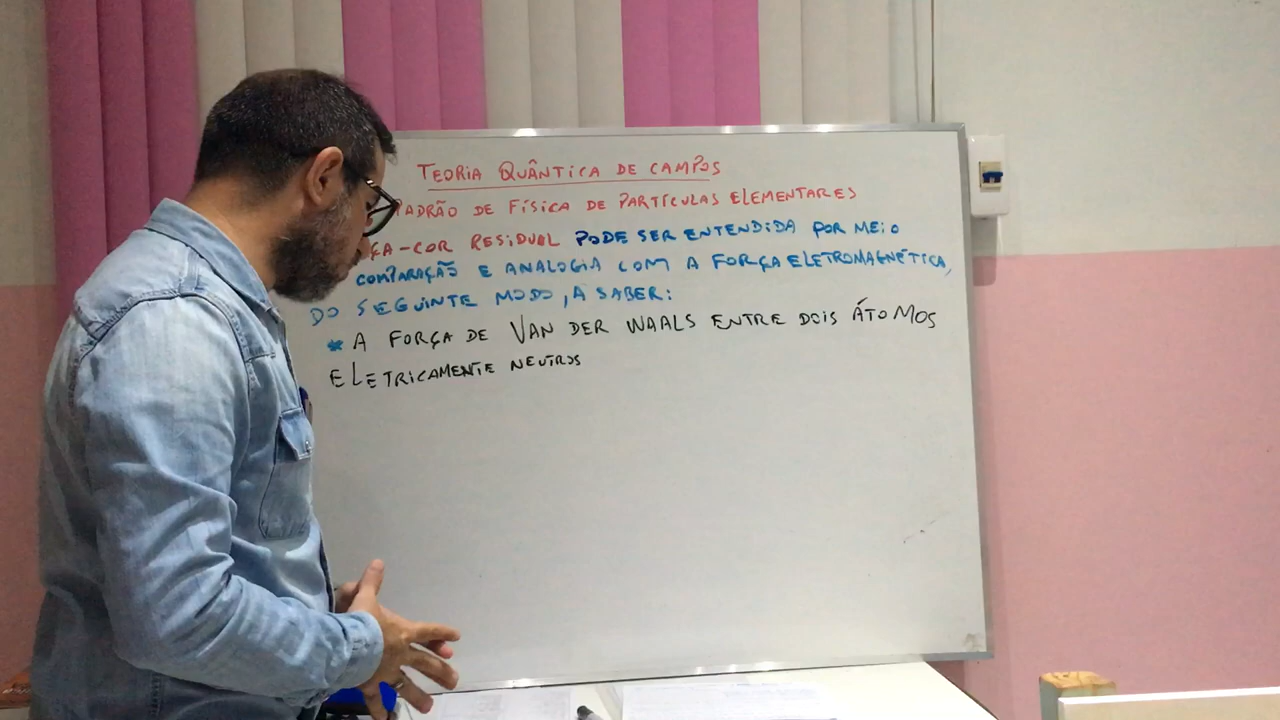 TEORIA QUÂNTICA DE CAMPOS
PADRÃO DE FÍSICA DE PARTÍCULAS ELEMENTARES
ÇA-COR RESIDUAL PODE SER ENTENDIDA POR MEIO
COMPARAÇÃO E ANALOGIA COM A FORÇA ELETROMAGNÉTICA,
DO SEGUINTE MODO, A SABER:
* A FORÇA DE VAN DER WAALS ENTRE DOIS ÁTOMOS
ELETRICAMENTE NEUTROS